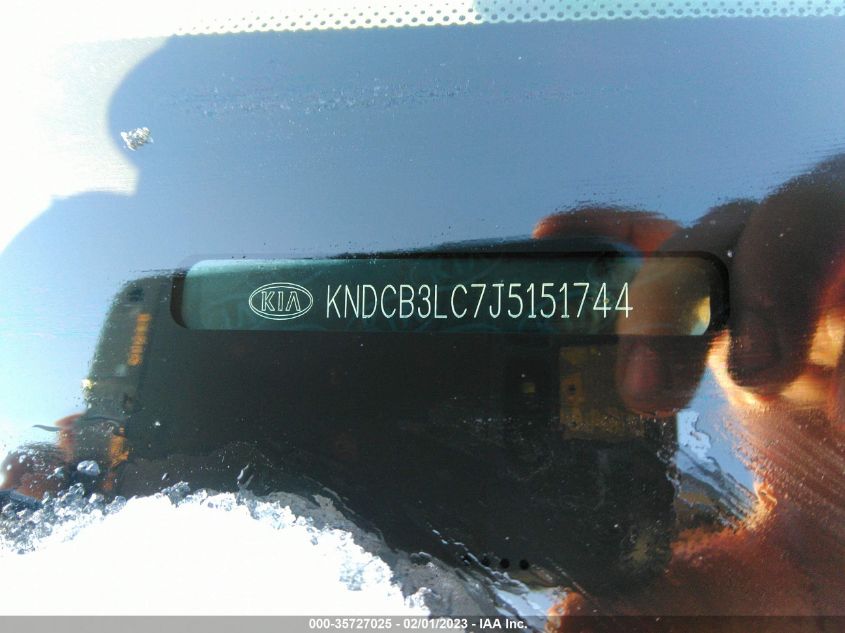 KIA KNDCB3LC7J5151744
000-35727025 - 02/01/2023 - IAA Inc.